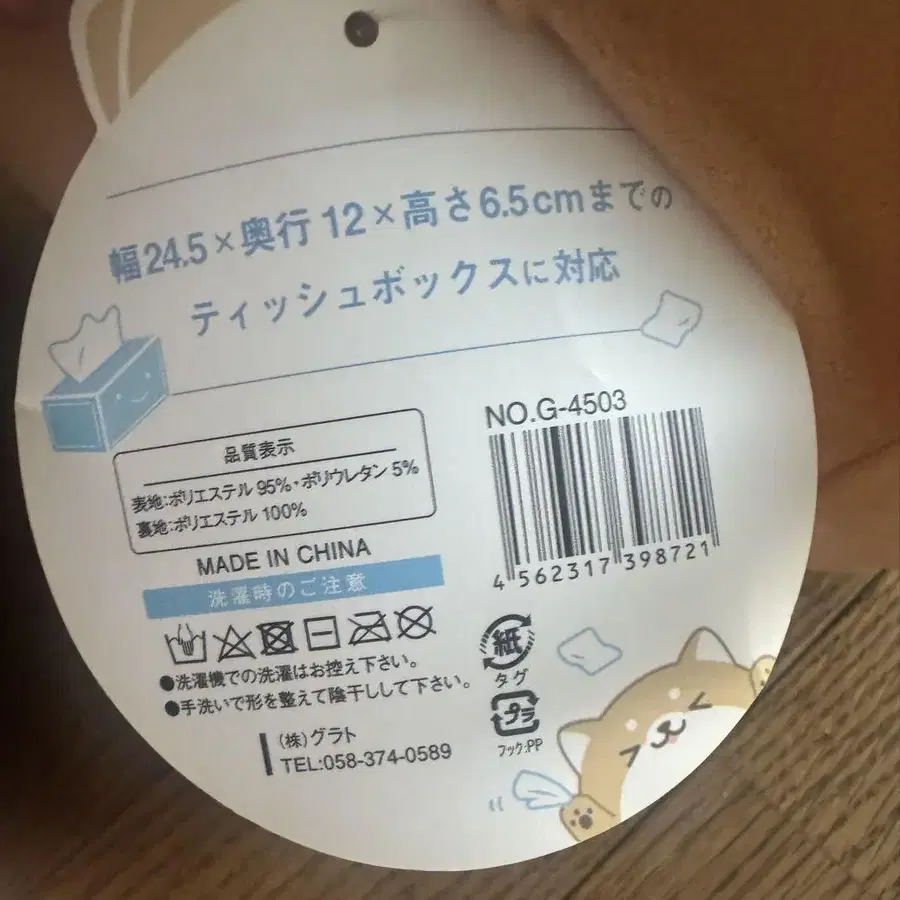 幅24.5×奥行12×高さ6.5cmまでの
ティッシュボックスに対応
品質表示
表地:ポリエステル 95%・ポリウレタン 5%
裏地:ポリエステル 100%
MADE IN CHINA
洗濯時のご注意
●洗濯機での洗濯はお控え下さい。
●手洗いで形を整えて陰干しして下さい。
(株)グラト
TEL:058-374-0589
NO.G-4503
4 562317 398721
紙
タグ
プラ
フック:PP